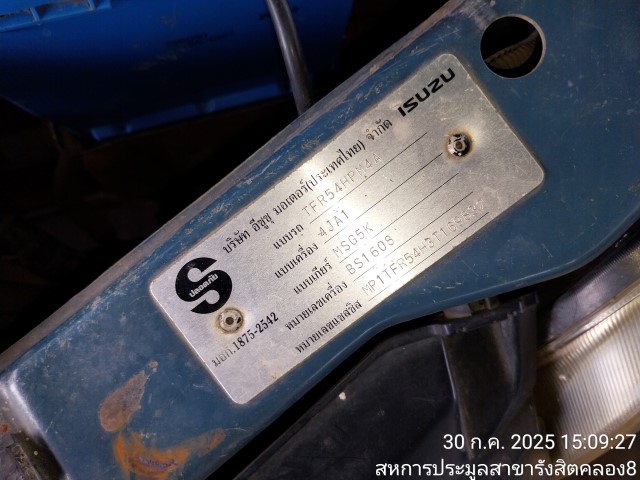 บริษัท อีซูซุ มอเตอร์(ประเทศไทย) จำกัด ISUZU
แบบรถ
แบบเครื่อง 4JA1
แบบเกียร์ MSG5K
หมายเลขเครื่อง BS1608
หมายเลขแชสซิส
S
ปลอดภัย
มอก.1875-2542
30 ก.ค. 2025 15:09:27
สหการประมูลสาขารังสิตคลอง8